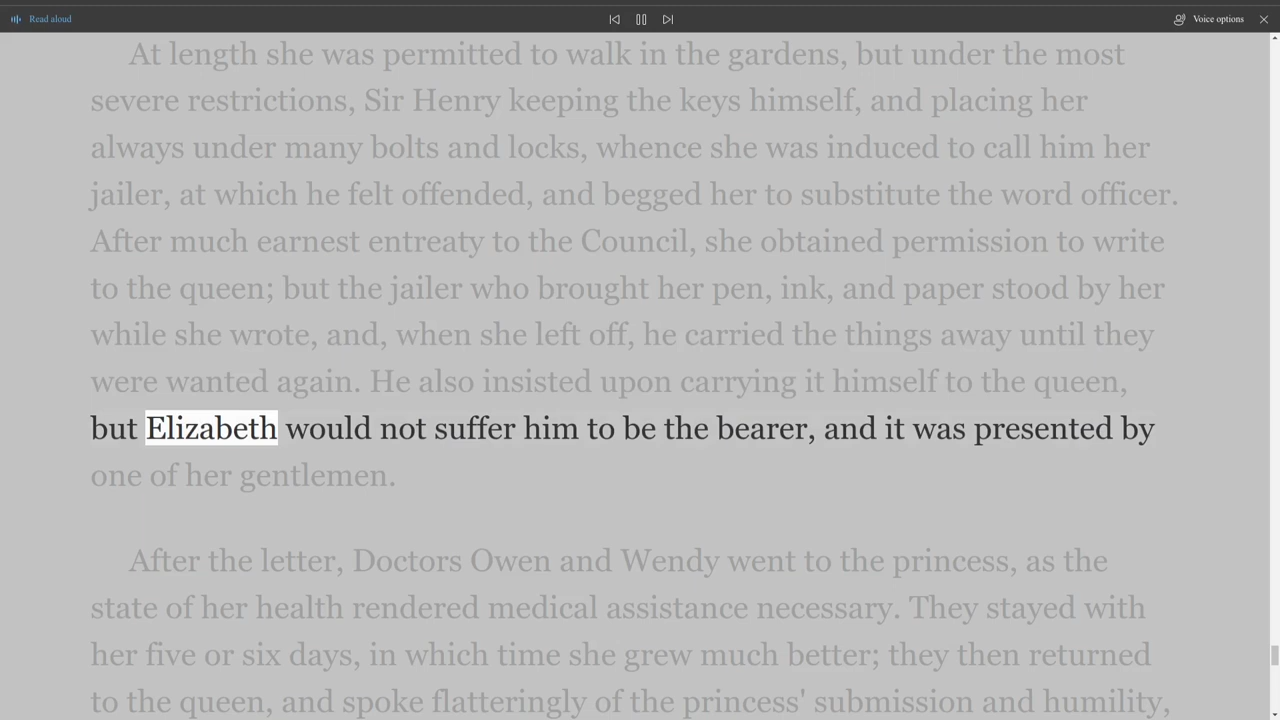 Read aloud
Voice options
At length she was permitted to walk in the gardens, but under the most
severe restrictions, Sir Henry keeping the keys himself, and placing her
always under many bolts and locks, whence she was induced to call him her
jailer, at which he felt offended, and begged her to substitute the word officer.
After much earnest entreaty to the Council, she obtained permission to write
to the queen; but the jailer who brought her pen, ink, and paper stood by her
while she wrote, and, when she left off, he carried the things away until they
were wanted again. He also insisted upon carrying it himself to the queen,
but Elizabeth would not suffer him to be the bearer, and it was presented by
one of her gentlemen.
After the letter, Doctors Owen and Wendy went to the princess, as the
state of her health rendered medical assistance necessary. They stayed with
her five or six days, in which time she grew much better; they then returned
to the queen, and spoke flatteringly of the princess' submission and humility,